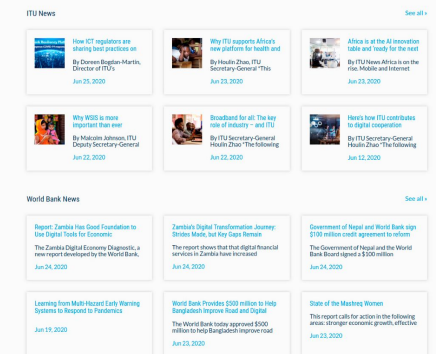 ITU News
See all »
How ICT regulators are
sharing best practices on
By Doreen Bogdan-Martin,
Director of ITU's
Jun 25, 2020
Why ITU supports Africa's
new platform for health and
By Houlin Zhao, ITU
Secretary-General "This
Jun 23, 2020
Africa is at the AI innovation
table and 'ready for the next
By ITU News Africa is on the
rise. Mobile and Internet
Jun 23, 2020
Why WSIS is more
important than ever
By Malcolm Johnson, ITU
Deputy Secretary-General
Jun 22, 2020
Broadband for all: The key
role of industry – and ITU
By ITU Secretary-General
Houlin Zhao "The following
Jun 22, 2020
Here's how ITU contributes
to digital cooperation
By ITU Secretary-General
Houlin Zhao "The following
Jun 12, 2020
World Bank News
See all »
Report: Zambia Has Good Foundation to
Use Digital Tools for Economic
The Zambia Digital Economy Diagnostic, a
new report developed by the World Bank,
Jun 24, 2020
Zambia's Digital Transformation Journey:
Strides Made, but Key Gaps Remain
The report shows that that digital financial
services in Zambia have increased
Jun 24, 2020
Government of Nepal and World Bank sign
$100 million credit agreement to reform
The Government of Nepal and the World
Bank Board signed a $100 million
Jun 24, 2020
Learning from Multi-Hazard Early Warning
Systems to Respond to Pandemics
Jun 19, 2020
World Bank Provides $500 million to Help
Bangladesh Improve Road and Digital
The World Bank today approved $500
million to help Bangladesh improve road
Jun 23, 2020
State of the Mashreq Women
This report calls for action in the following
areas: stronger economic growth, effective
Jun 23, 2020